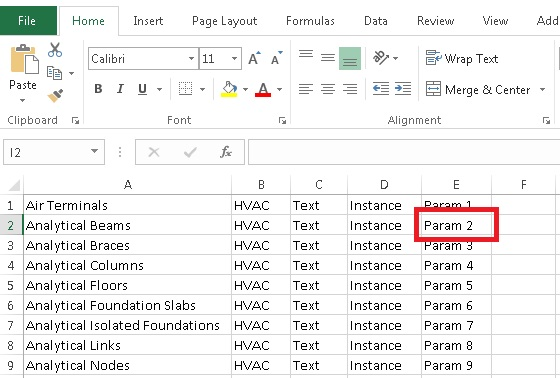 File Home Insert Page Layout Formulas Data Review View Add
Calibri 11 A A Wrap Text
Paste B I U A Merge & Center
Clipboard Font Alignment
I2 fx
A B C D E F
1 Air Terminals HVAC Text Instance Param 1
2 Analytical Beams HVAC Text Instance Param 2
3 Analytical Braces HVAC Text Instance Param 3
4 Analytical Columns HVAC Text Instance Param 4
5 Analytical Floors HVAC Text Instance Param 5
6 Analytical Foundation Slabs HVAC Text Instance Param 6
7 Analytical Isolated Foundations HVAC Text Instance Param 7
8 Analytical Links HVAC Text Instance Param 8
9 Analytical Nodes HVAC Text Instance Param 9